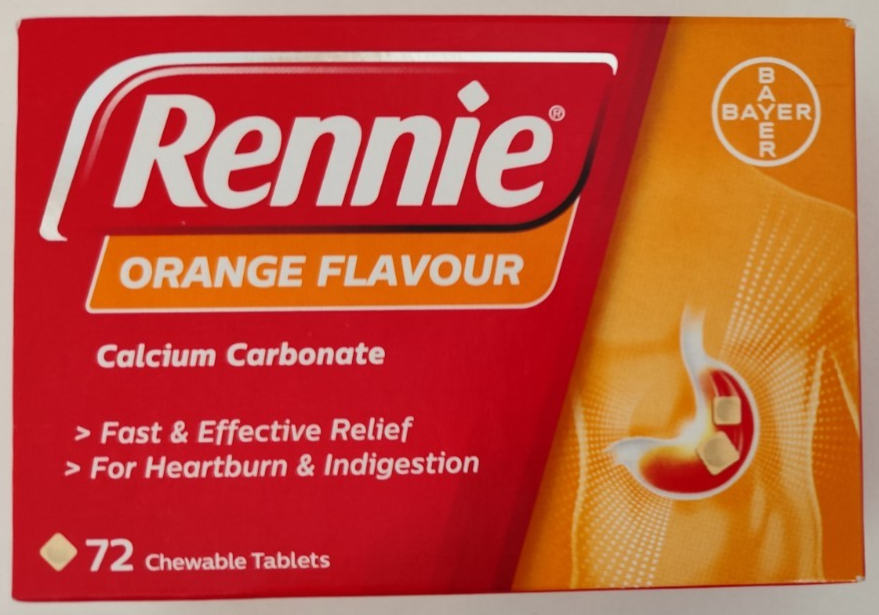 Rennie®
ORANGE FLAVOUR
Calcium Carbonate
> Fast & Effective Relief
> For Heartburn & Indigestion
72 Chewable Tablets
BAYER
BAYER